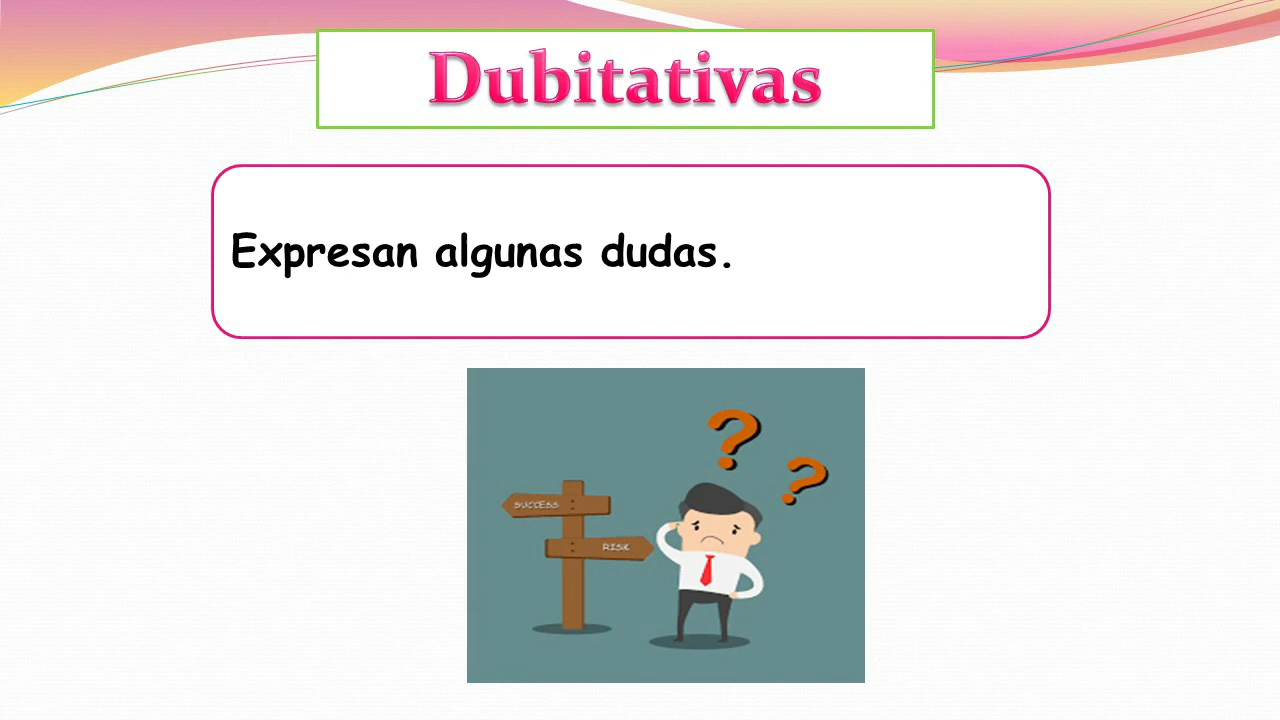 Dubitativas
Expresan algunas dudas.
?
?
SUCCESS
RISK